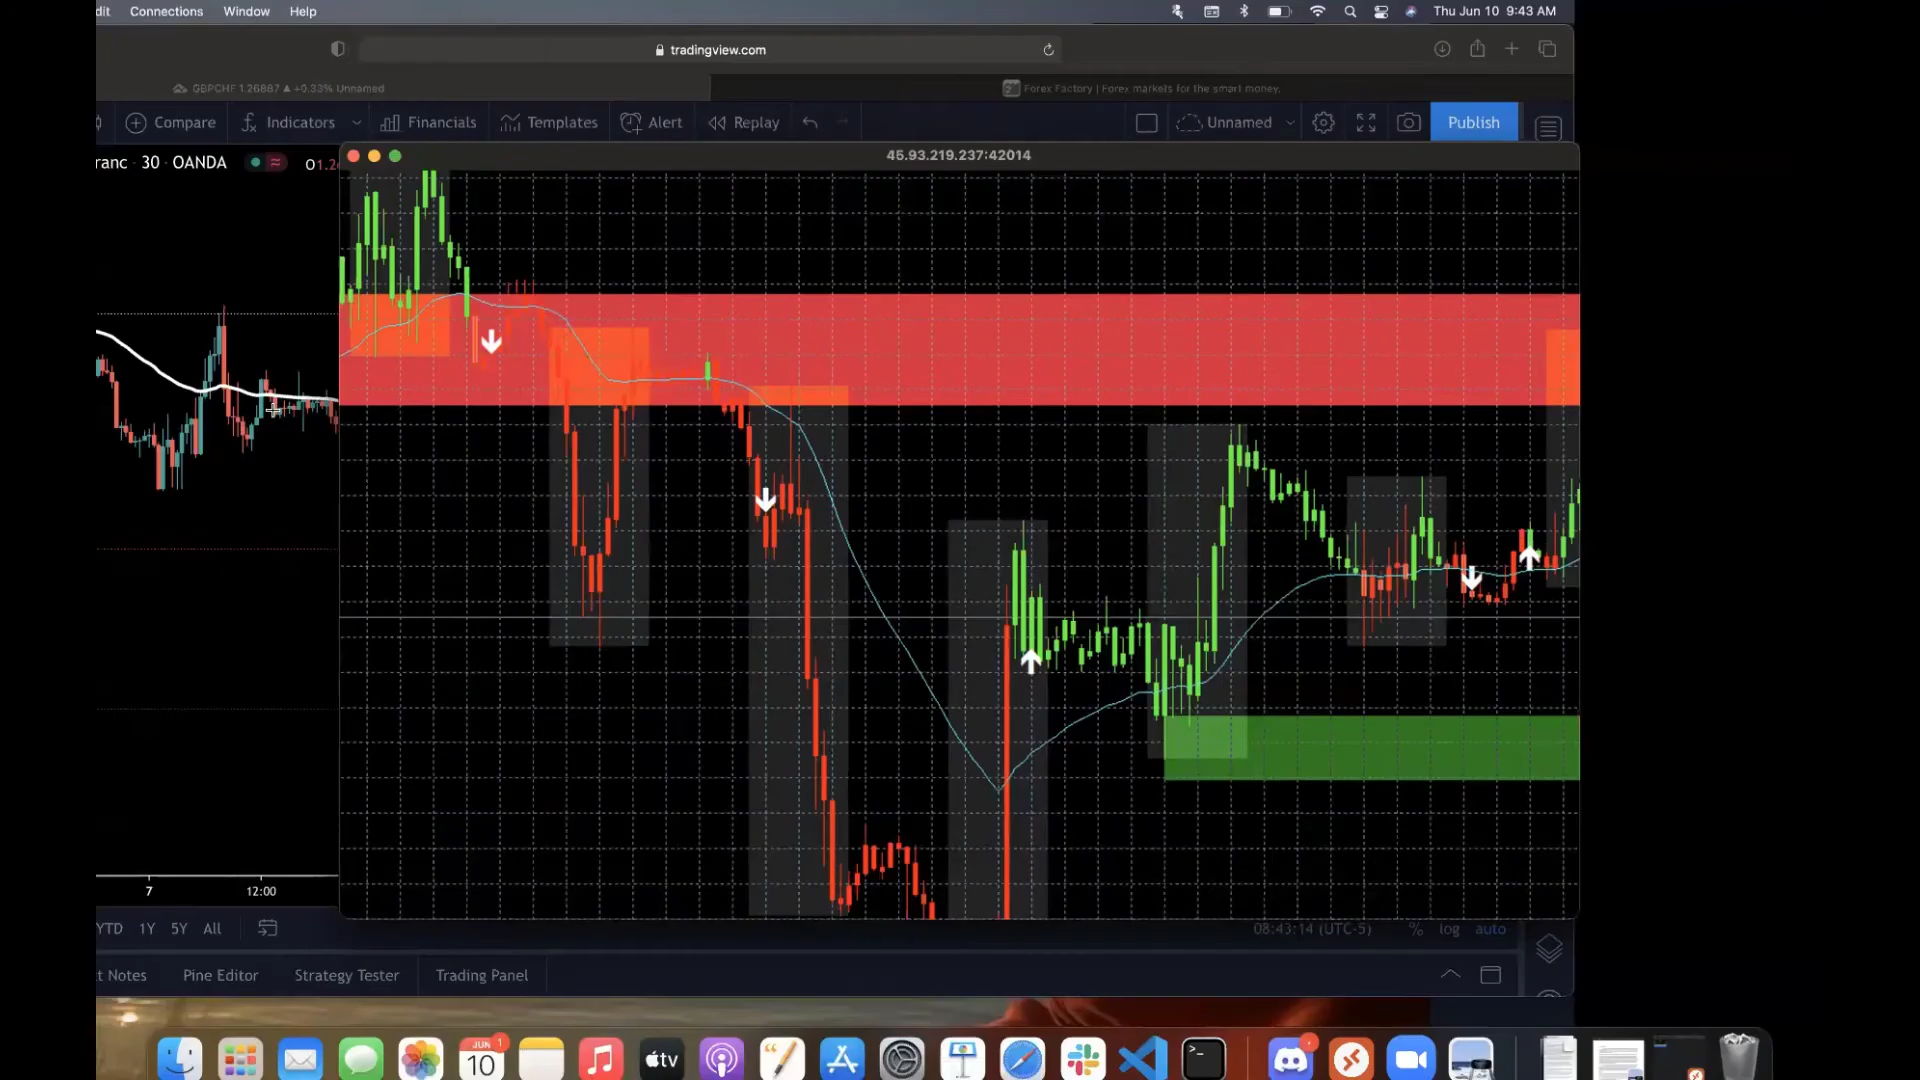 dit Connections Window Help Thu Jun 10 9:43 AM
tradingview.com
GBPCHF 1.26887 ▲ +0.33% Unnamed Forex Factory | Forex markets for the smart money.
Compare Indicators Financials Templates Alert Replay Unnamed Publish
ranc · 30 · OANDA O1.2
45.93.219.237:42014
7 12:00
YTD 1Y 5Y All 08:43:14 (UTC-5) % log auto
t Notes Pine Editor Strategy Tester Trading Panel
JUN 1
10 tv